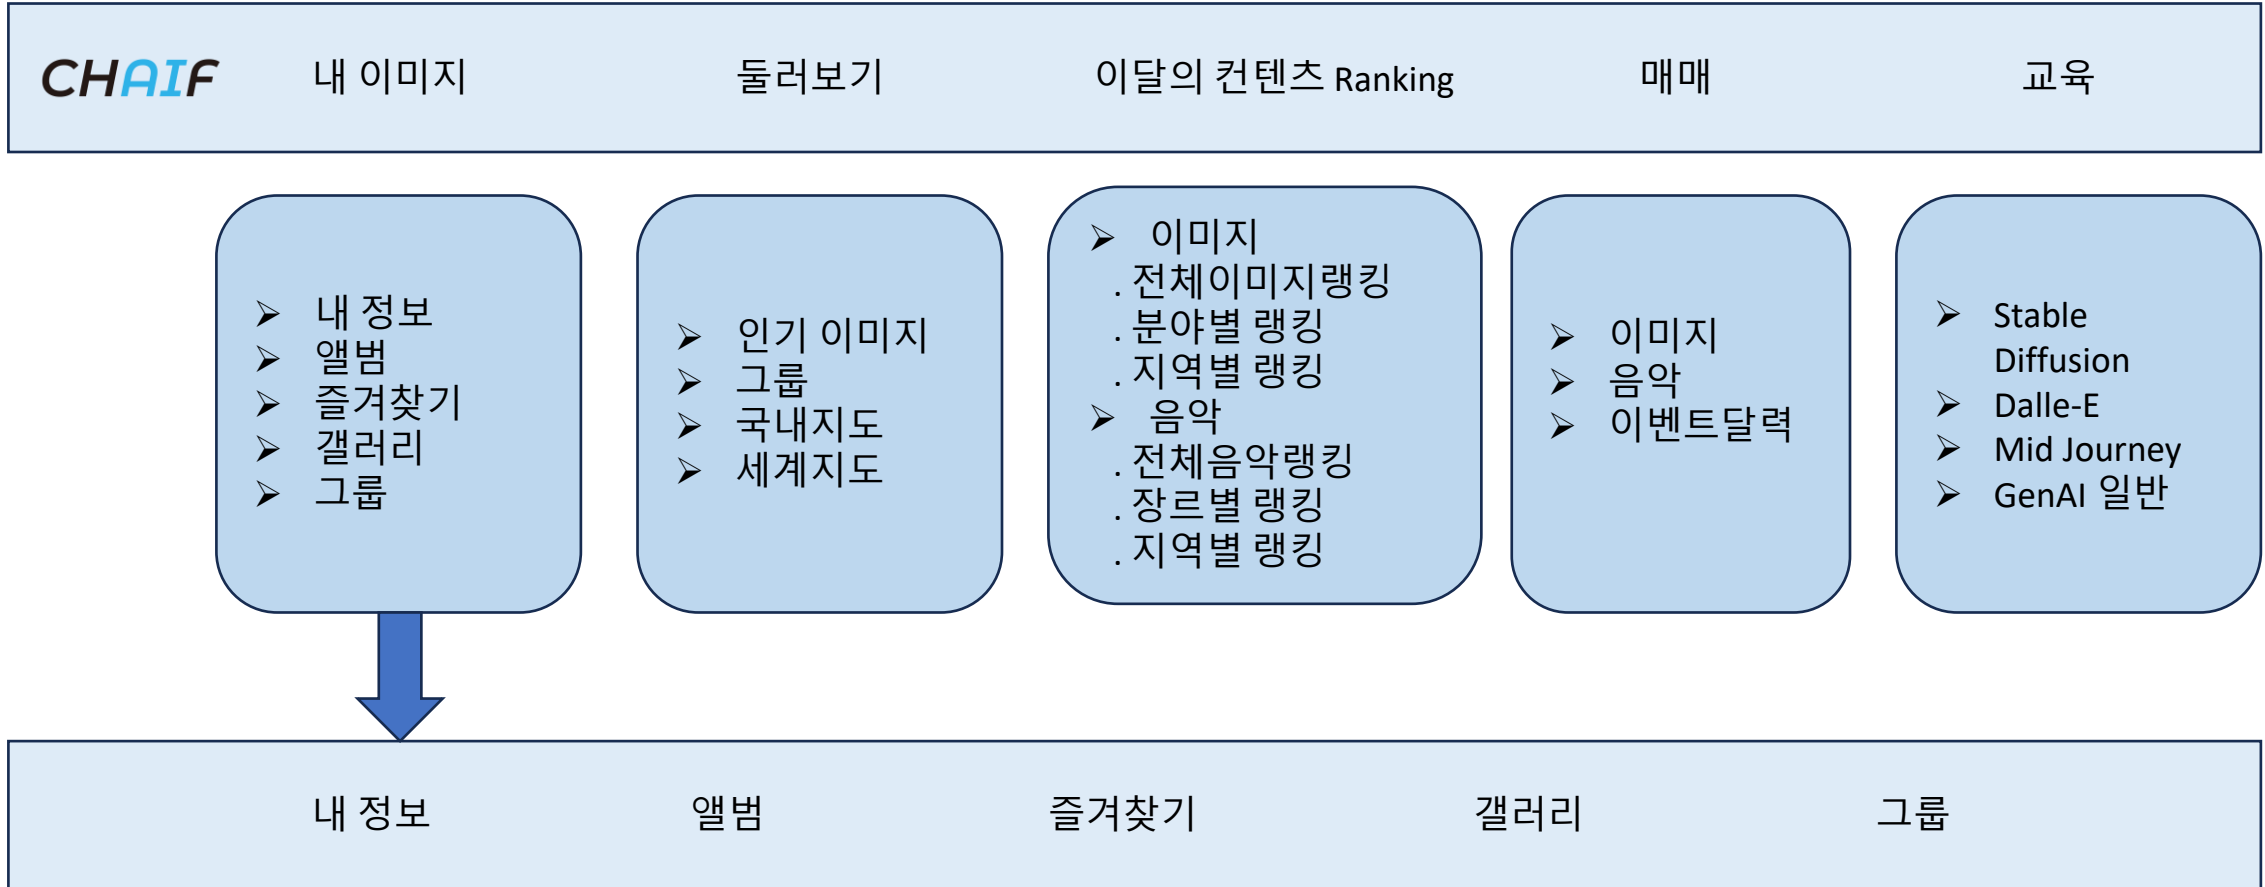 CHAIF 내 이미지 둘러보기 이달의 컨텐츠 Ranking 매매 교육
➢ 내 정보
➢ 앨범
➢ 즐겨찾기
➢ 갤러리
➢ 그룹
➢ 인기 이미지
➢ 그룹
➢ 국내지도
➢ 세계지도
➢ 이미지
. 전체이미지랭킹
. 분야별 랭킹
. 지역별 랭킹
➢ 음악
. 전체음악랭킹
. 장르별 랭킹
. 지역별 랭킹
➢ 이미지
➢ 음악
➢ 이벤트달력
➢ Stable
Diffusion
➢ Dalle-E
➢ Mid Journey
➢ GenAI 일반
내 정보 앨범 즐겨찾기 갤러리 그룹